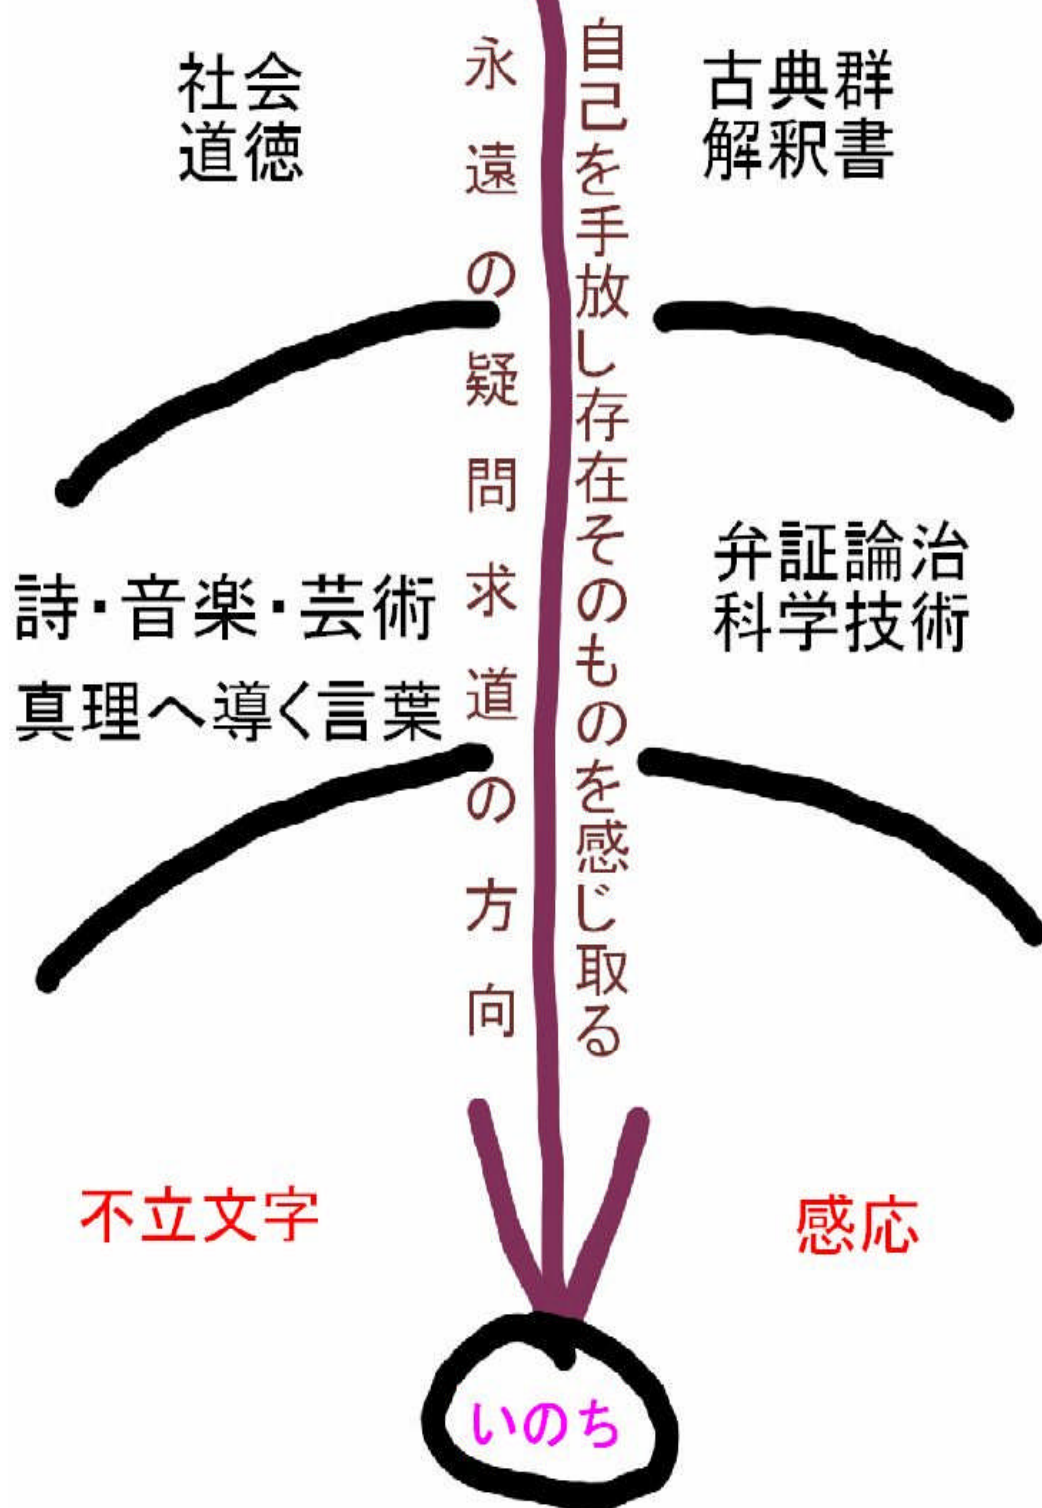 社会
道徳
永遠の疑問求道の方向
自己を手放し存在そのものを感じ取る
古典群
解釈書
詩・音楽・芸術
真理へ導く言葉
弁証論治
科学技術
不立文字
感応
いのち